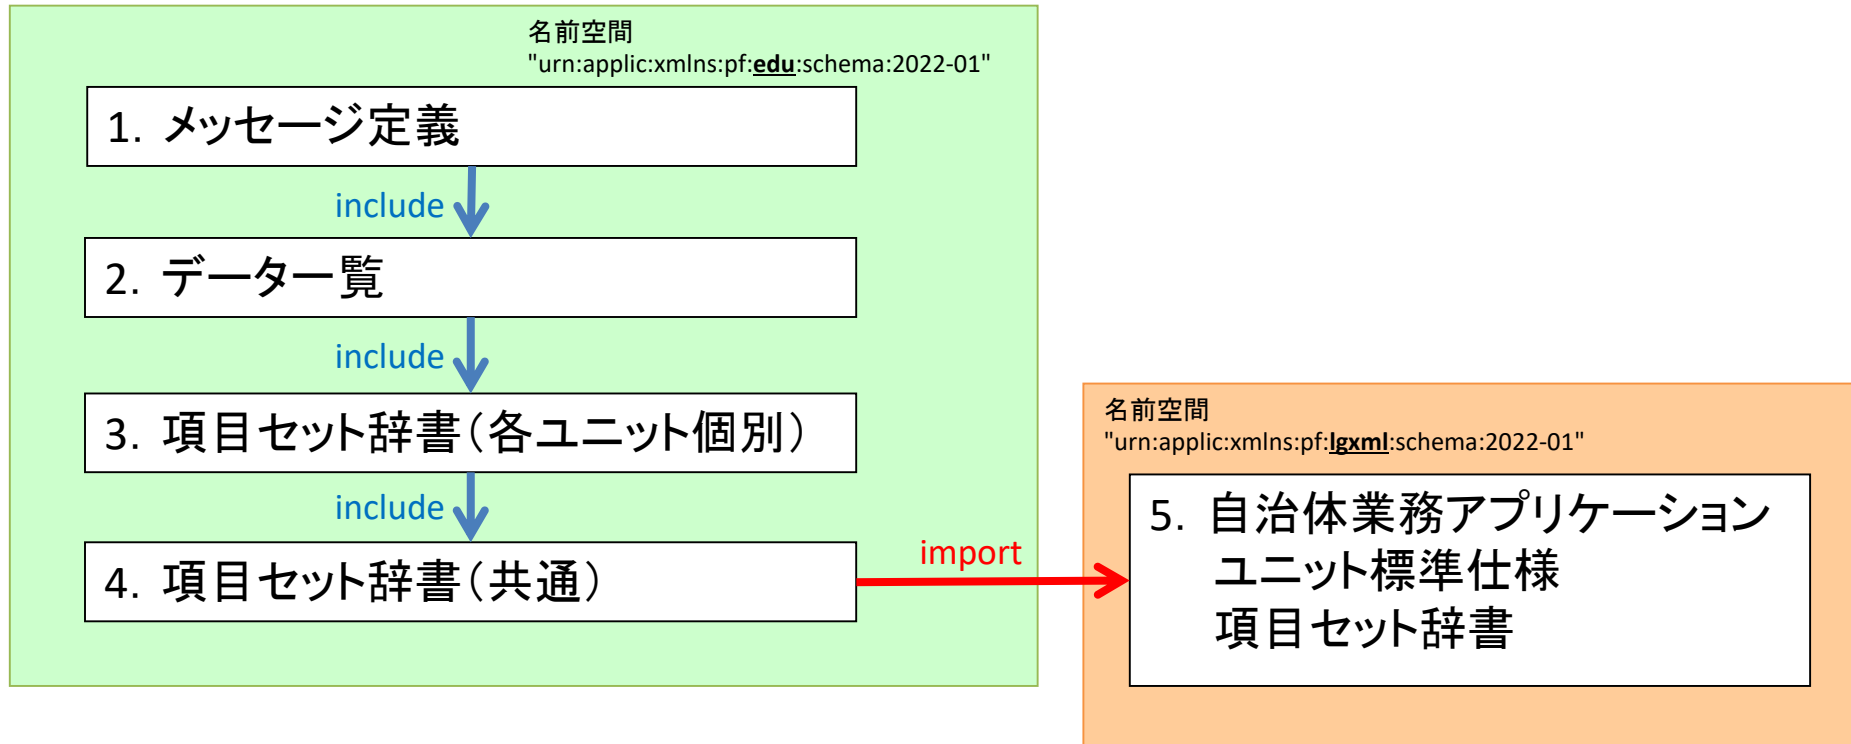 名前空間
"urn:applic:xmlns:pf:edu:schema:2022-01"
1. メッセージ定義
include
2. データ一覧
include
3. 項目セット辞書(各ユニット個別)
include
4. 項目セット辞書(共通)
import
名前空間
"urn:applic:xmlns:pf:lgxml:schema:2022-01"
5. 自治体業務アプリケーション
ユニット標準仕様
項目セット辞書